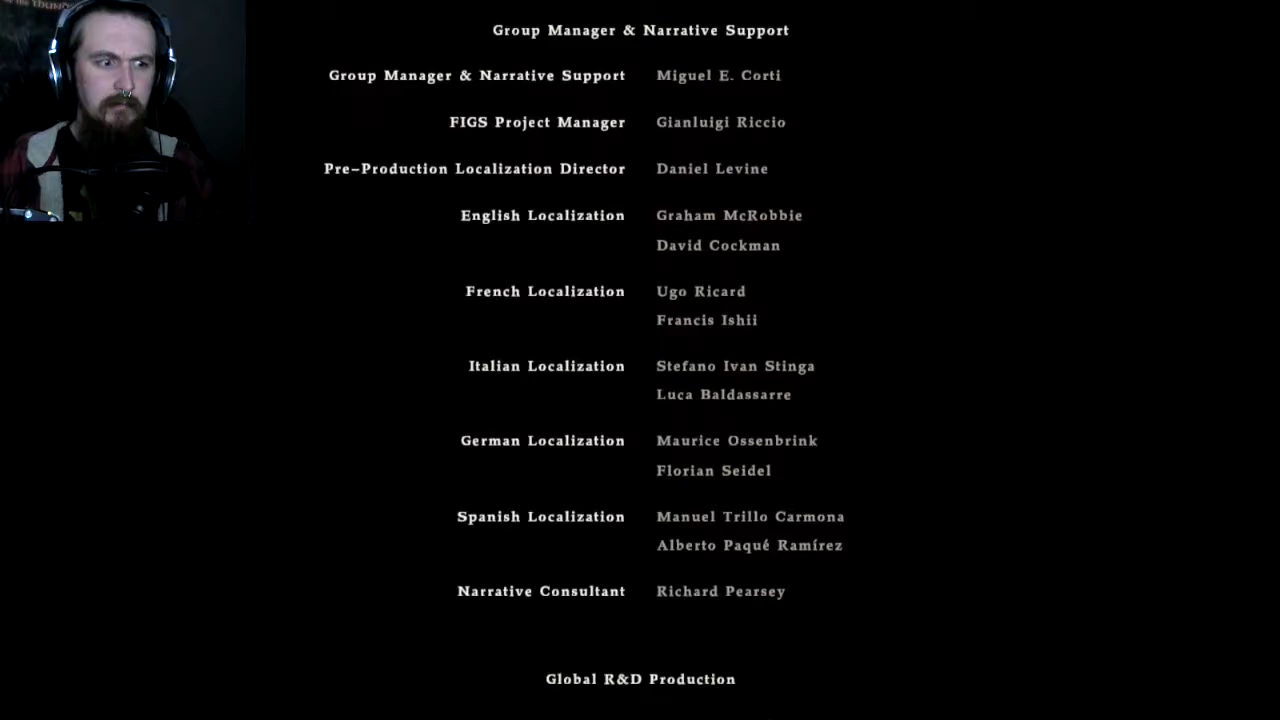 Group Manager & Narrative Support
Group Manager & Narrative Support Miguel E. Corti
FIGS Project Manager Gianluigi Riccio
Pre-Production Localization Director Daniel Levine
English Localization Graham McRobbie
David Cockman
French Localization Ugo Ricard
Francis Ishii
Italian Localization Stefano Ivan Stinga
Luca Baldassarre
German Localization Maurice Ossenbrink
Florian Seidel
Spanish Localization Manuel Trillo Carmona
Alberto Paqué Ramírez
Narrative Consultant Richard Pearsey
Global R&D Production